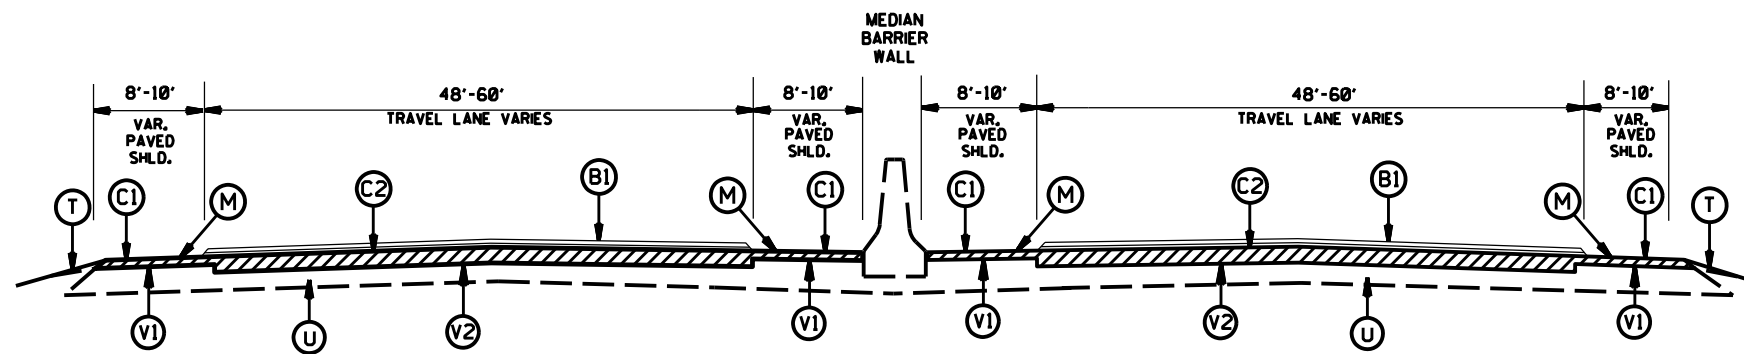 MEDIAN
BARRIER
WALL
8'-10' 48'-60' 8'-10' 8'-10' 48'-60' 8'-10'
VAR.
PAVED
SHLD.
TRAVEL LANE VARIES
VAR.
PAVED
SHLD.
VAR.
PAVED
SHLD.
TRAVEL LANE VARIES
VAR.
PAVED
SHLD.
T C1 M C2 B1 M C1 C1 M C2 B1 M C1 T
V1 U V2 V1 V1 V2 U V1